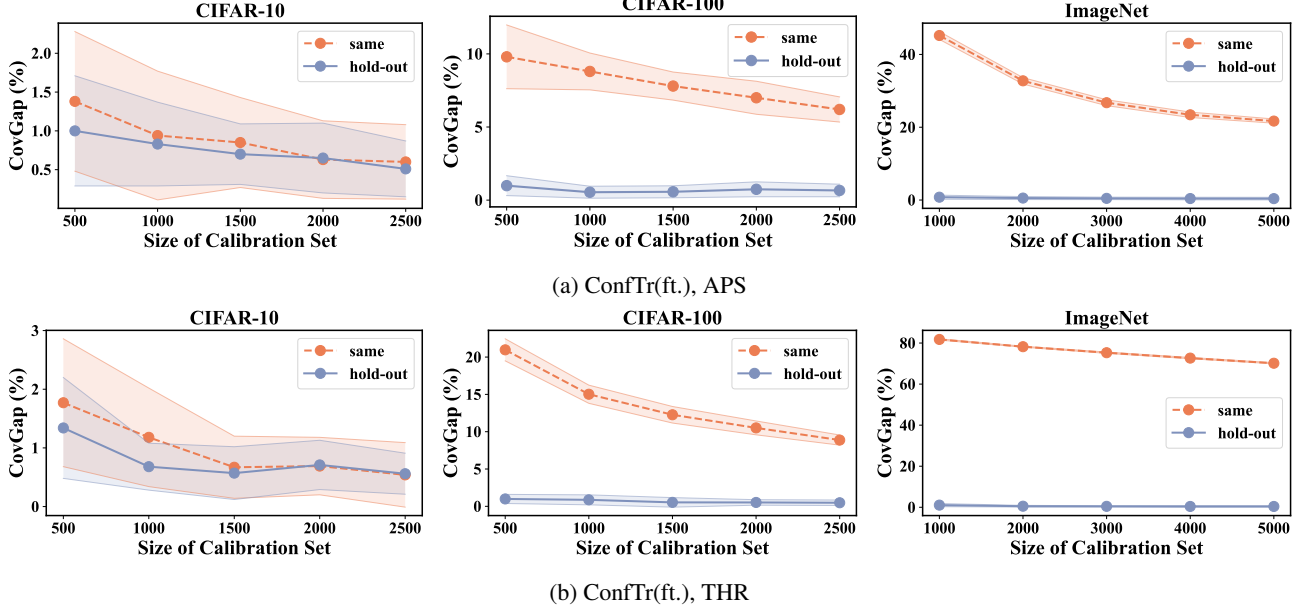 CIFAR-10
CovGap (%)
2.0
1.5
1.0
0.5
same
hold-out
500 1000 1500 2000 2500
Size of Calibration Set
CIFAR-100
CovGap (%)
10
5
0
same
hold-out
500 1000 1500 2000 2500
Size of Calibration Set
ImageNet
CovGap (%)
40
20
0
same
hold-out
1000 2000 3000 4000 5000
Size of Calibration Set
(a) ConfTr(ft.), APS
CIFAR-10
CovGap (%)
3
2
1
0
same
hold-out
500 1000 1500 2000 2500
Size of Calibration Set
CIFAR-100
CovGap (%)
20
15
10
5
0
same
hold-out
500 1000 1500 2000 2500
Size of Calibration Set
ImageNet
CovGap (%)
80
60
40
20
0
same
hold-out
1000 2000 3000 4000 5000
Size of Calibration Set
(b) ConfTr(ft.), THR